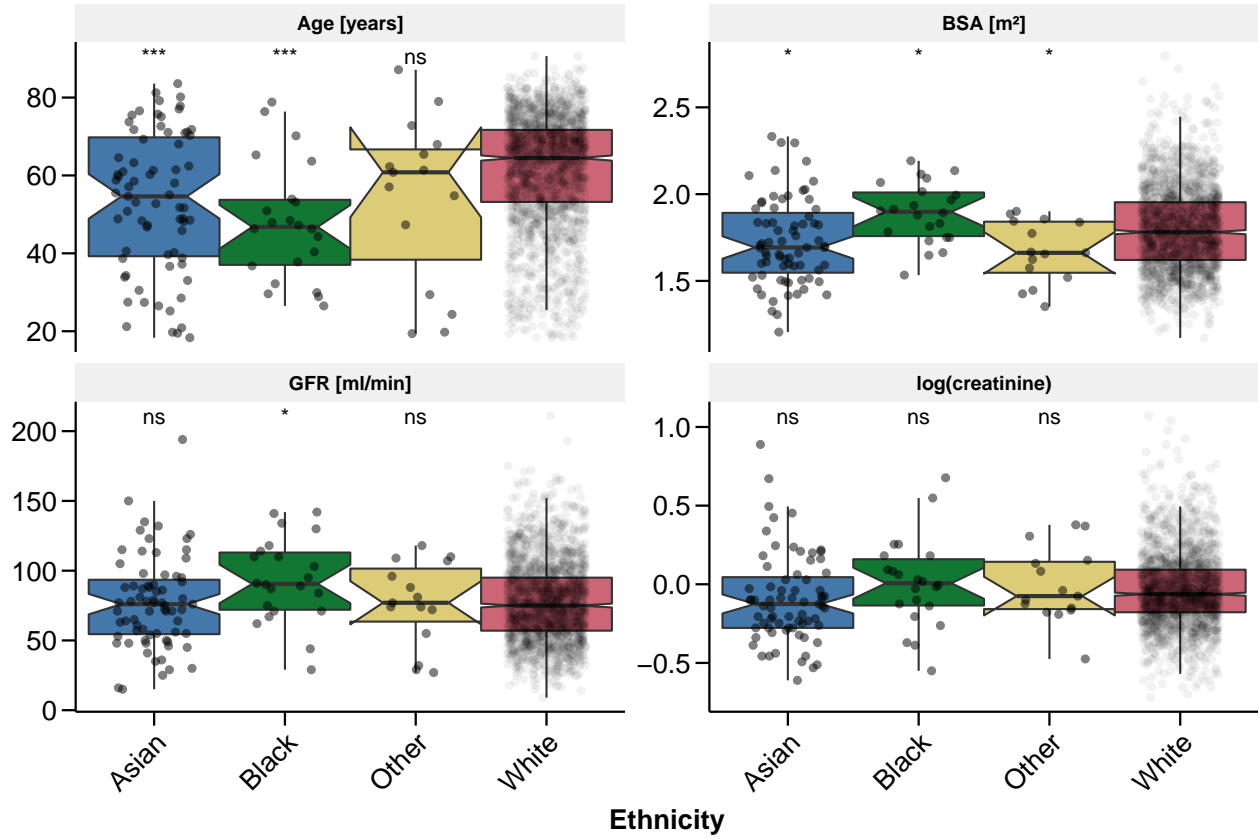 Age [years]
*** *** ns
80
60
40
20
BSA [m²]
* * *
2.5
2.0
1.5
GFR [ml/min]
ns * ns
200
150
100
50
0
Asian Black Other White
log(creatinine)
ns ns ns
1.0
0.5
0.0
−0.5
Asian Black Other White
Ethnicity